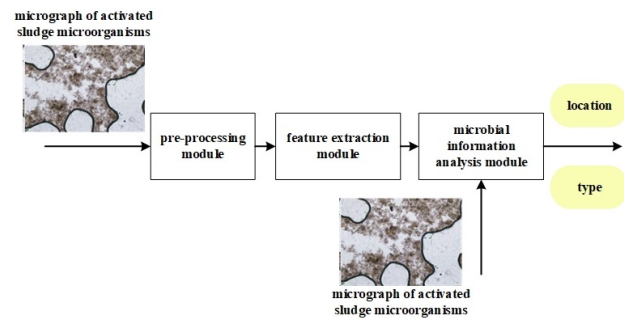 micrograph of activated
sludge microorganisms
pre-processing
module
feature extraction
module
microbial
information
analysis module
location
type
micrograph of activated
sludge microorganisms